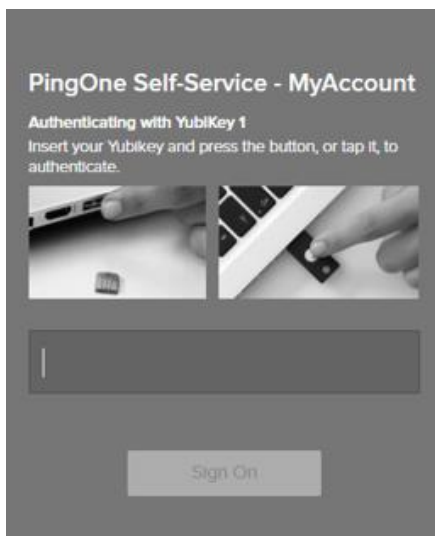 PingOne Self-Service - MyAccount
Authenticating with YubiKey 1
Insert your Yubikey and press the button, or tap it, to
authenticate.
Sign On